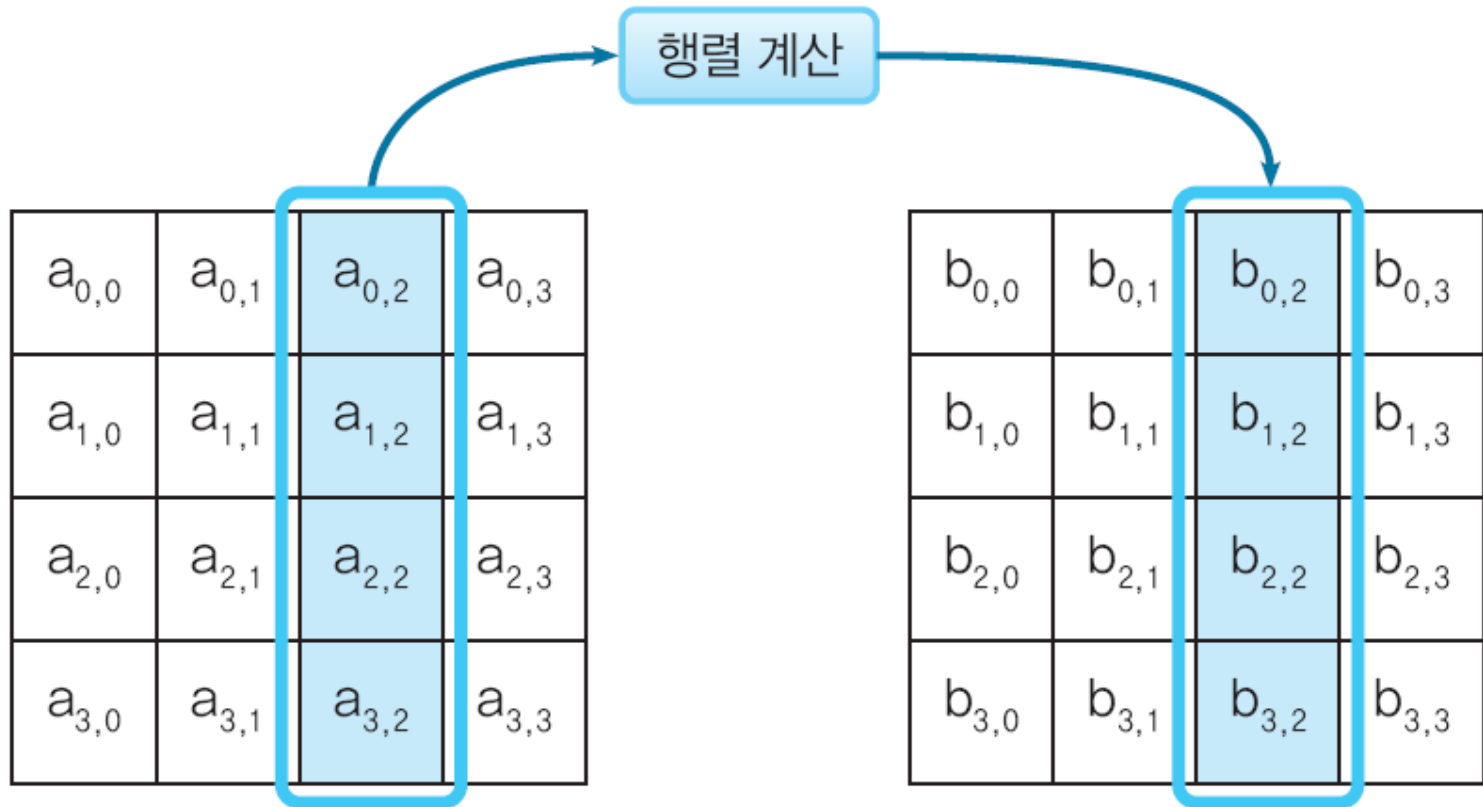 행렬 계산
a0,0 a0,1 a0,2 a0,3 b0,0 b0,1 b0,2 b0,3
a1,0 a1,1 a1,2 a1,3 b1,0 b1,1 b1,2 b1,3
a2,0 a2,1 a2,2 a2,3 b2,0 b2,1 b2,2 b2,3
a3,0 a3,1 a3,2 a3,3 b3,0 b3,1 b3,2 b3,3